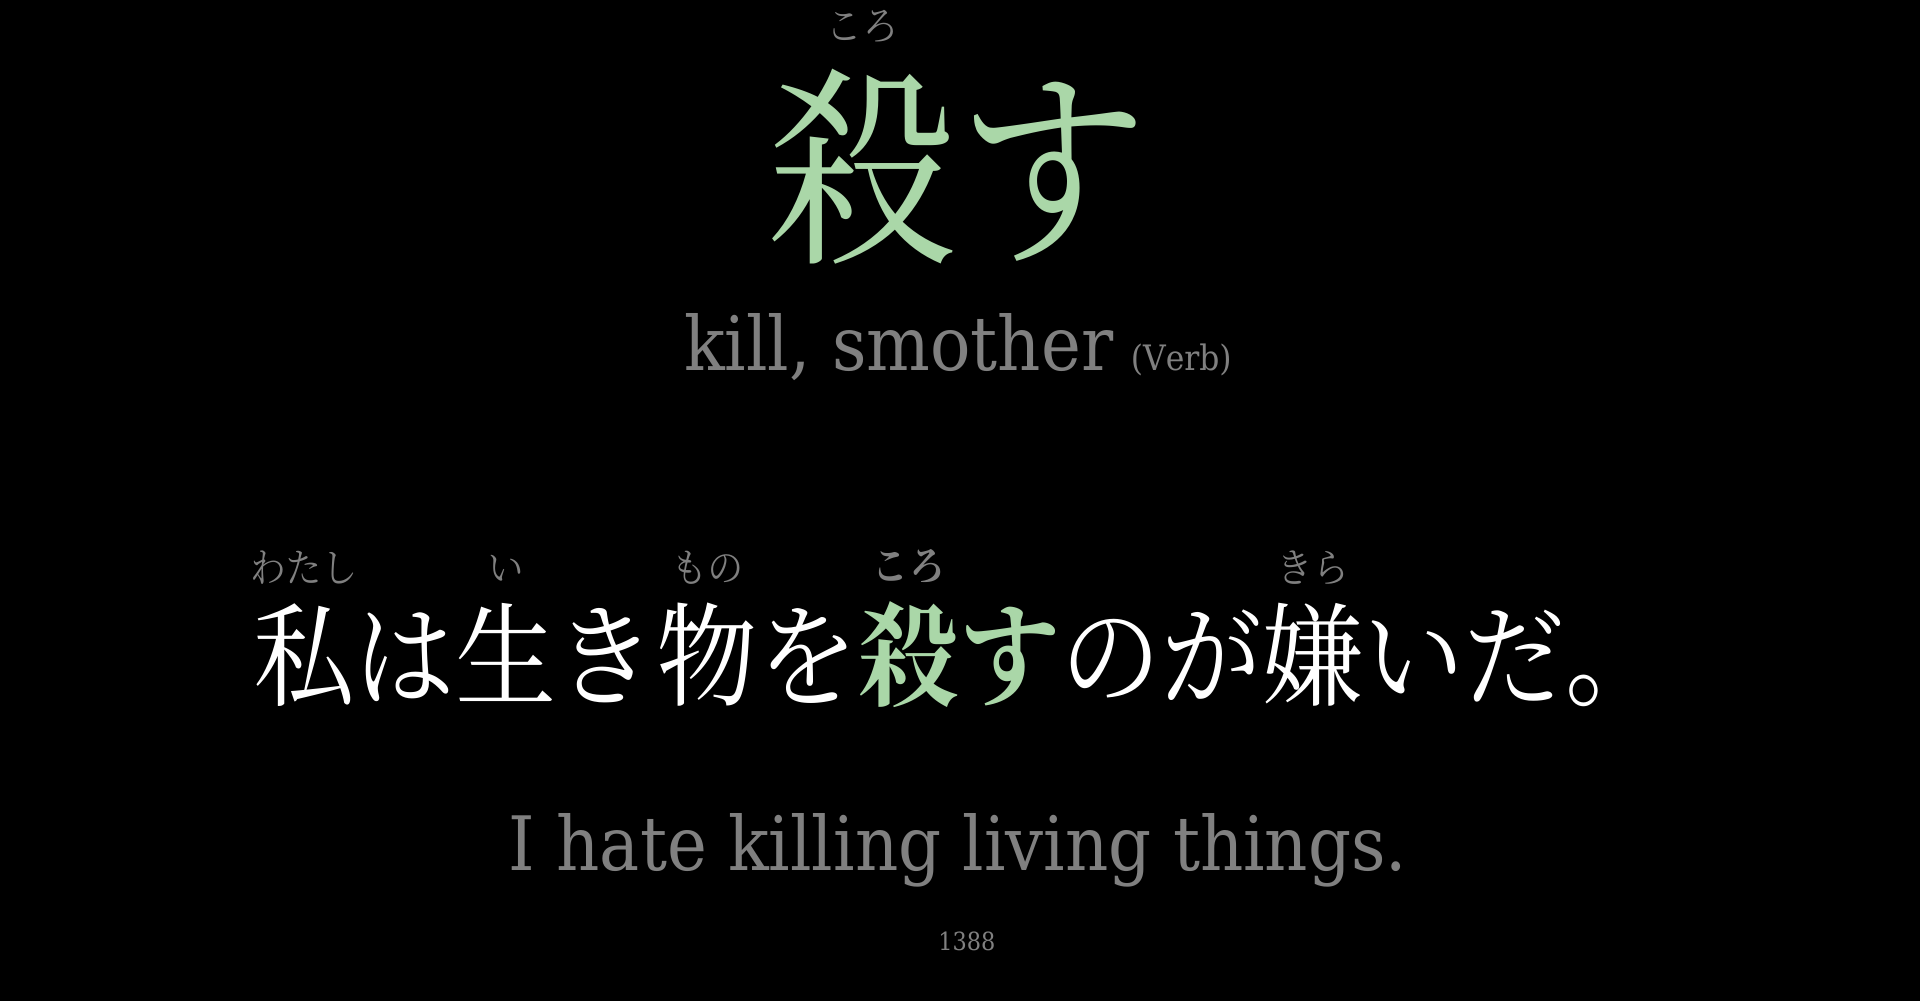 ころ
殺す
kill, smother (Verb)
わたし い もの ころ きら
私は生き物を殺すのが嫌いだ。
I hate killing living things.
1388